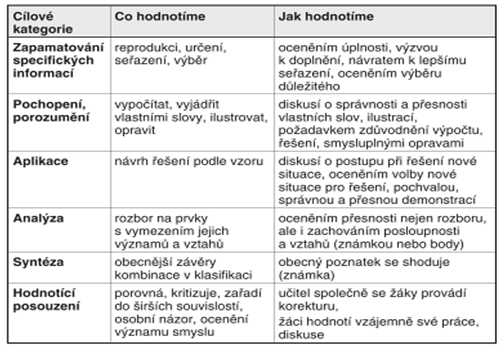 Cílové kategorie | Co hodnotíme | Jak hodnotíme
Zapamatování specifických informací | reprodukci, určení, seřazení, výběr | oceněním úplnosti, výzvou k doplnění, návratem k lepšímu seřazení, oceněním výběru důležitého
Pochopení, porozumění | vypočítat, vyjádřit vlastními slovy, ilustrovat, opravit | diskusí o správnosti a přesnosti vlastních slov, ilustrací, požadavkem zdůvodnění výpočtu, řešení, smysluplnými opravami
Aplikace | návrh řešení podle vzoru | diskusí o postupu při řešení nové situace, oceněním volby nové situace pro řešení, pochvalou, správnou a přesnou demonstrací
Analýza | rozbor na prvky s vymezením jejich významů a vztahů | oceněním přesnosti nejen rozboru, ale i zachováním posloupnosti a vztahů (známkou nebo body)
Syntéza | obecnější závěry kombinace v klasifikaci | obecný poznatek se shoduje (známka)
Hodnotící posouzení | porovná, kritizuje, zařadí do širších souvislostí, osobní názor, ocenění významu smyslu | učitel společně se žáky provádí korekturu, žáci hodnotí vzájemně své práce, diskuse